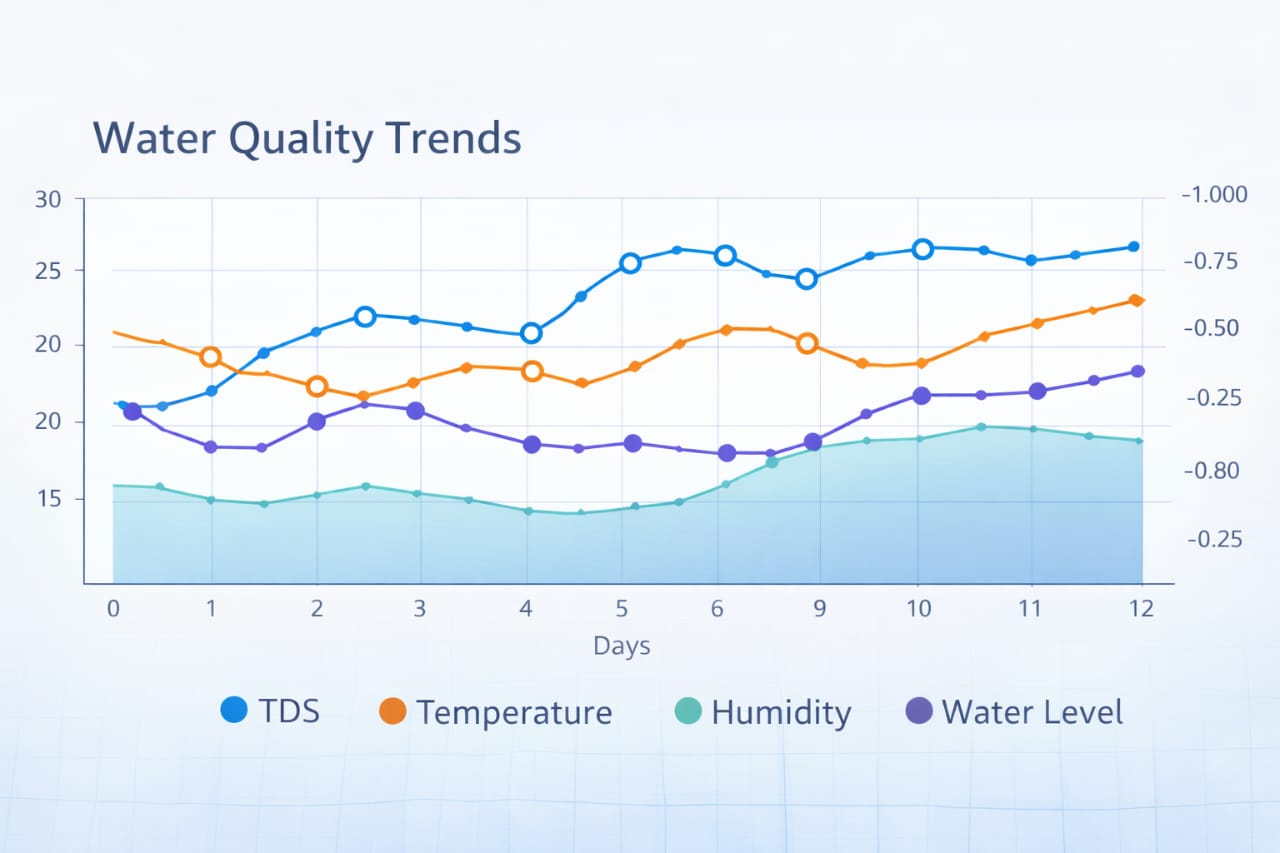 Water Quality Trends
30
25
20
20
15
-1.000
-0.75
-0.50
-0.25
-0.80
-0.25
0 1 2 3 4 5 6 9 10 11 12
Days
TDS Temperature Humidity Water Level